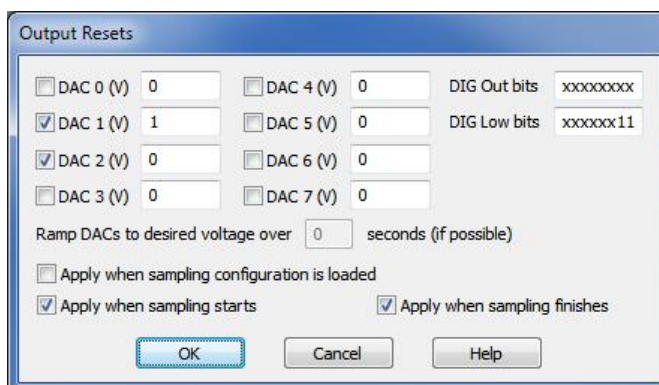 Output Resets
DAC 0 (V) 0 DAC 4 (V) 0 DIG Out bits xxxxxxxx
DAC 1 (V) 1 DAC 5 (V) 0 DIG Low bits xxxxxx11
DAC 2 (V) 0 DAC 6 (V) 0
DAC 3 (V) 0 DAC 7 (V) 0
Ramp DACs to desired voltage over 0 seconds (if possible)
Apply when sampling configuration is loaded
Apply when sampling starts Apply when sampling finishes
OK Cancel Help